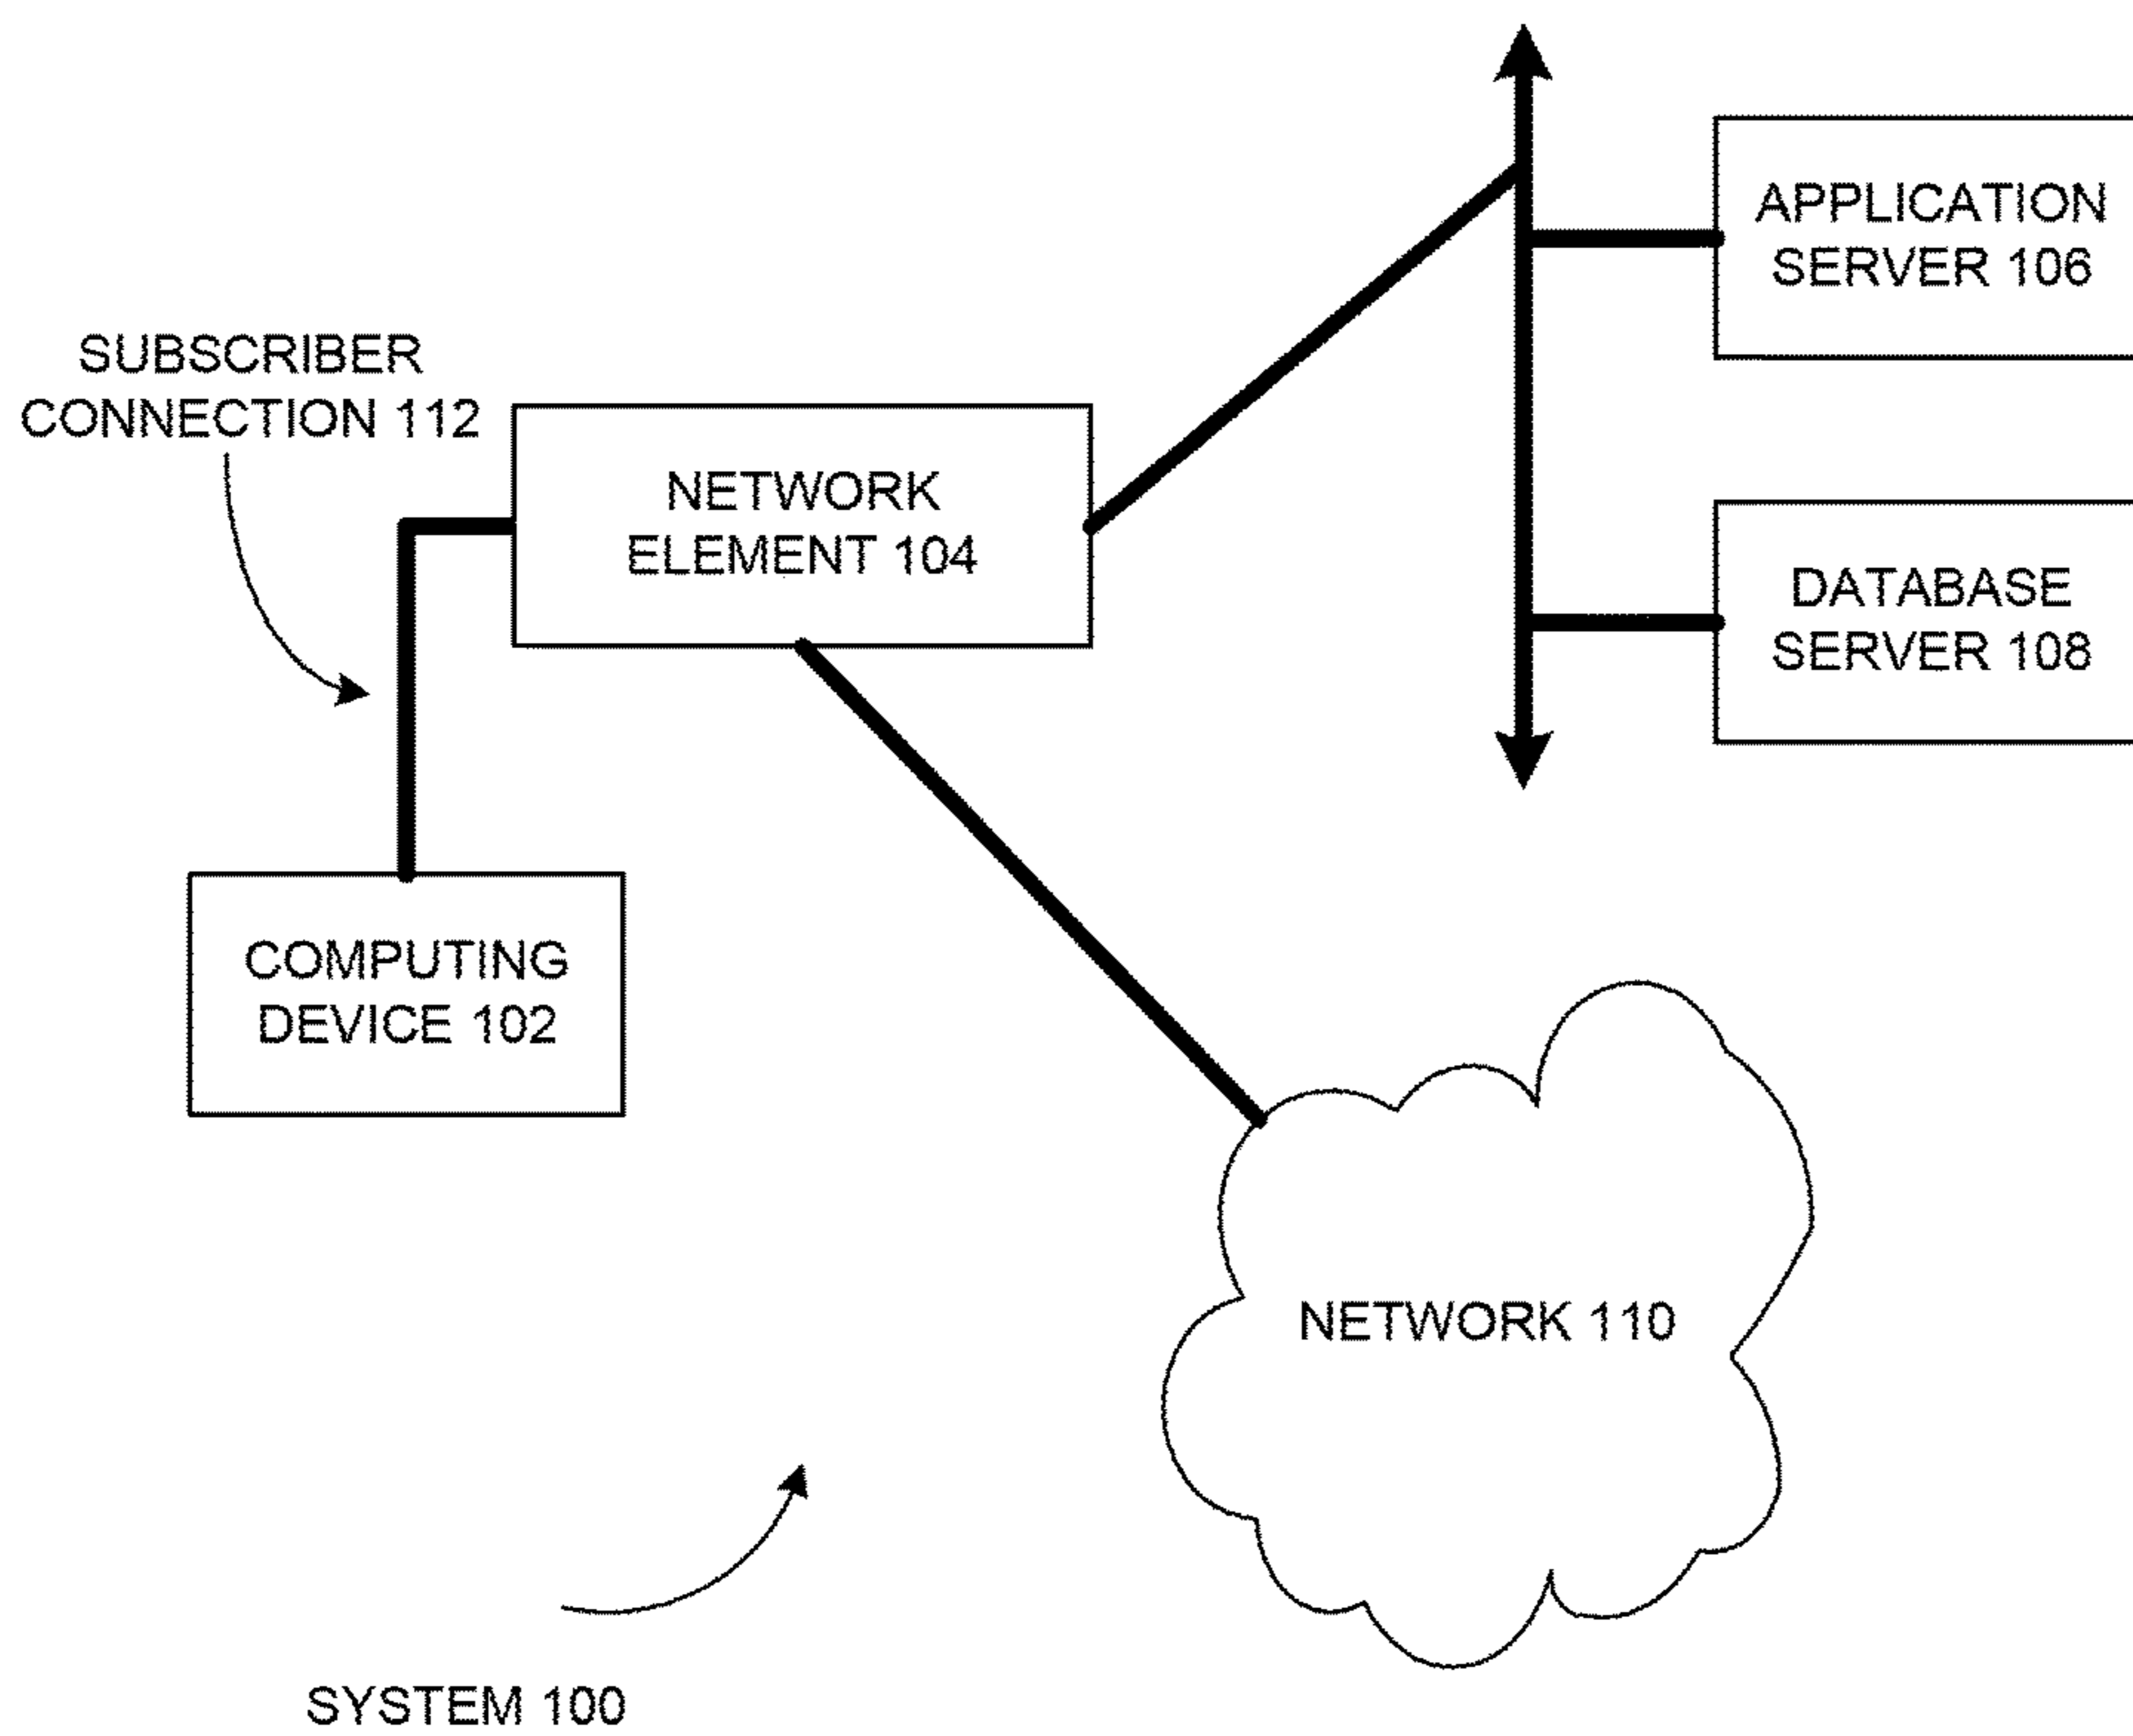 APPLICATION
SERVER 106
SUBSCRIBER
CONNECTION 112
NETWORK
ELEMENT 104
DATABASE
SERVER 108
COMPUTING
DEVICE 102
NETWORK 110
SYSTEM 100